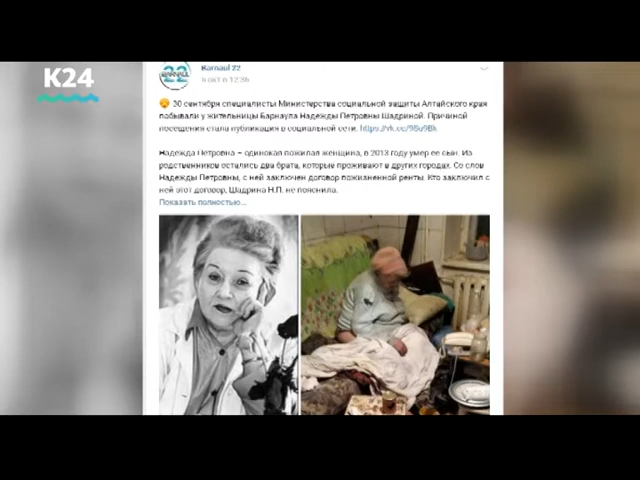 K24
Barnaul 22
22
BARNAUL
30 сентября специалисты Министерства социальной защиты Алтайского края
побывали у жительницы Барнаула Надежды Петровны Шадриной. Причиной
посещения стала публикация в социальной сети.
Надежда Петровна – одинокая пожилая женщина, в 2013 году умер ее сын. Из
родственников остались два брата, которые проживают в других городах. Со слов
Надежды Петровны, с ней заключен договор пожизненной ренты. Кто заключил с
ней этот договор, Шадрина Н.П. не пояснила.
Показать полностью...